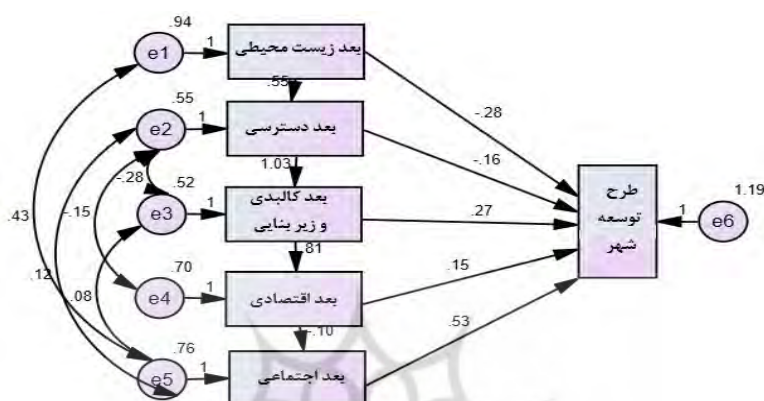 .94
e1
1
بعد زیست محیطی
.55
-.28
.55
e2
1
بعد دسترسی
-.16
1.03
-.28
.52
e3
1
بعد کالبدی
و زیر بنایی
.27
طرح
توسعه
شهر
1
e6
1.19
.43
-.15
.81
.12
.08
.70
e4
1
بعد اقتصادی
.15
-.10
.53
.76
e5
1
بعد اجتماعی